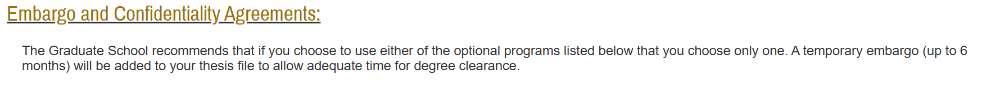 Embargo and Confidentiality Agreements:
The Graduate School recommends that if you choose to use either of the optional programs listed below that you choose only one. A temporary embargo (up to 6
months) will be added to your thesis file to allow adequate time for degree clearance.